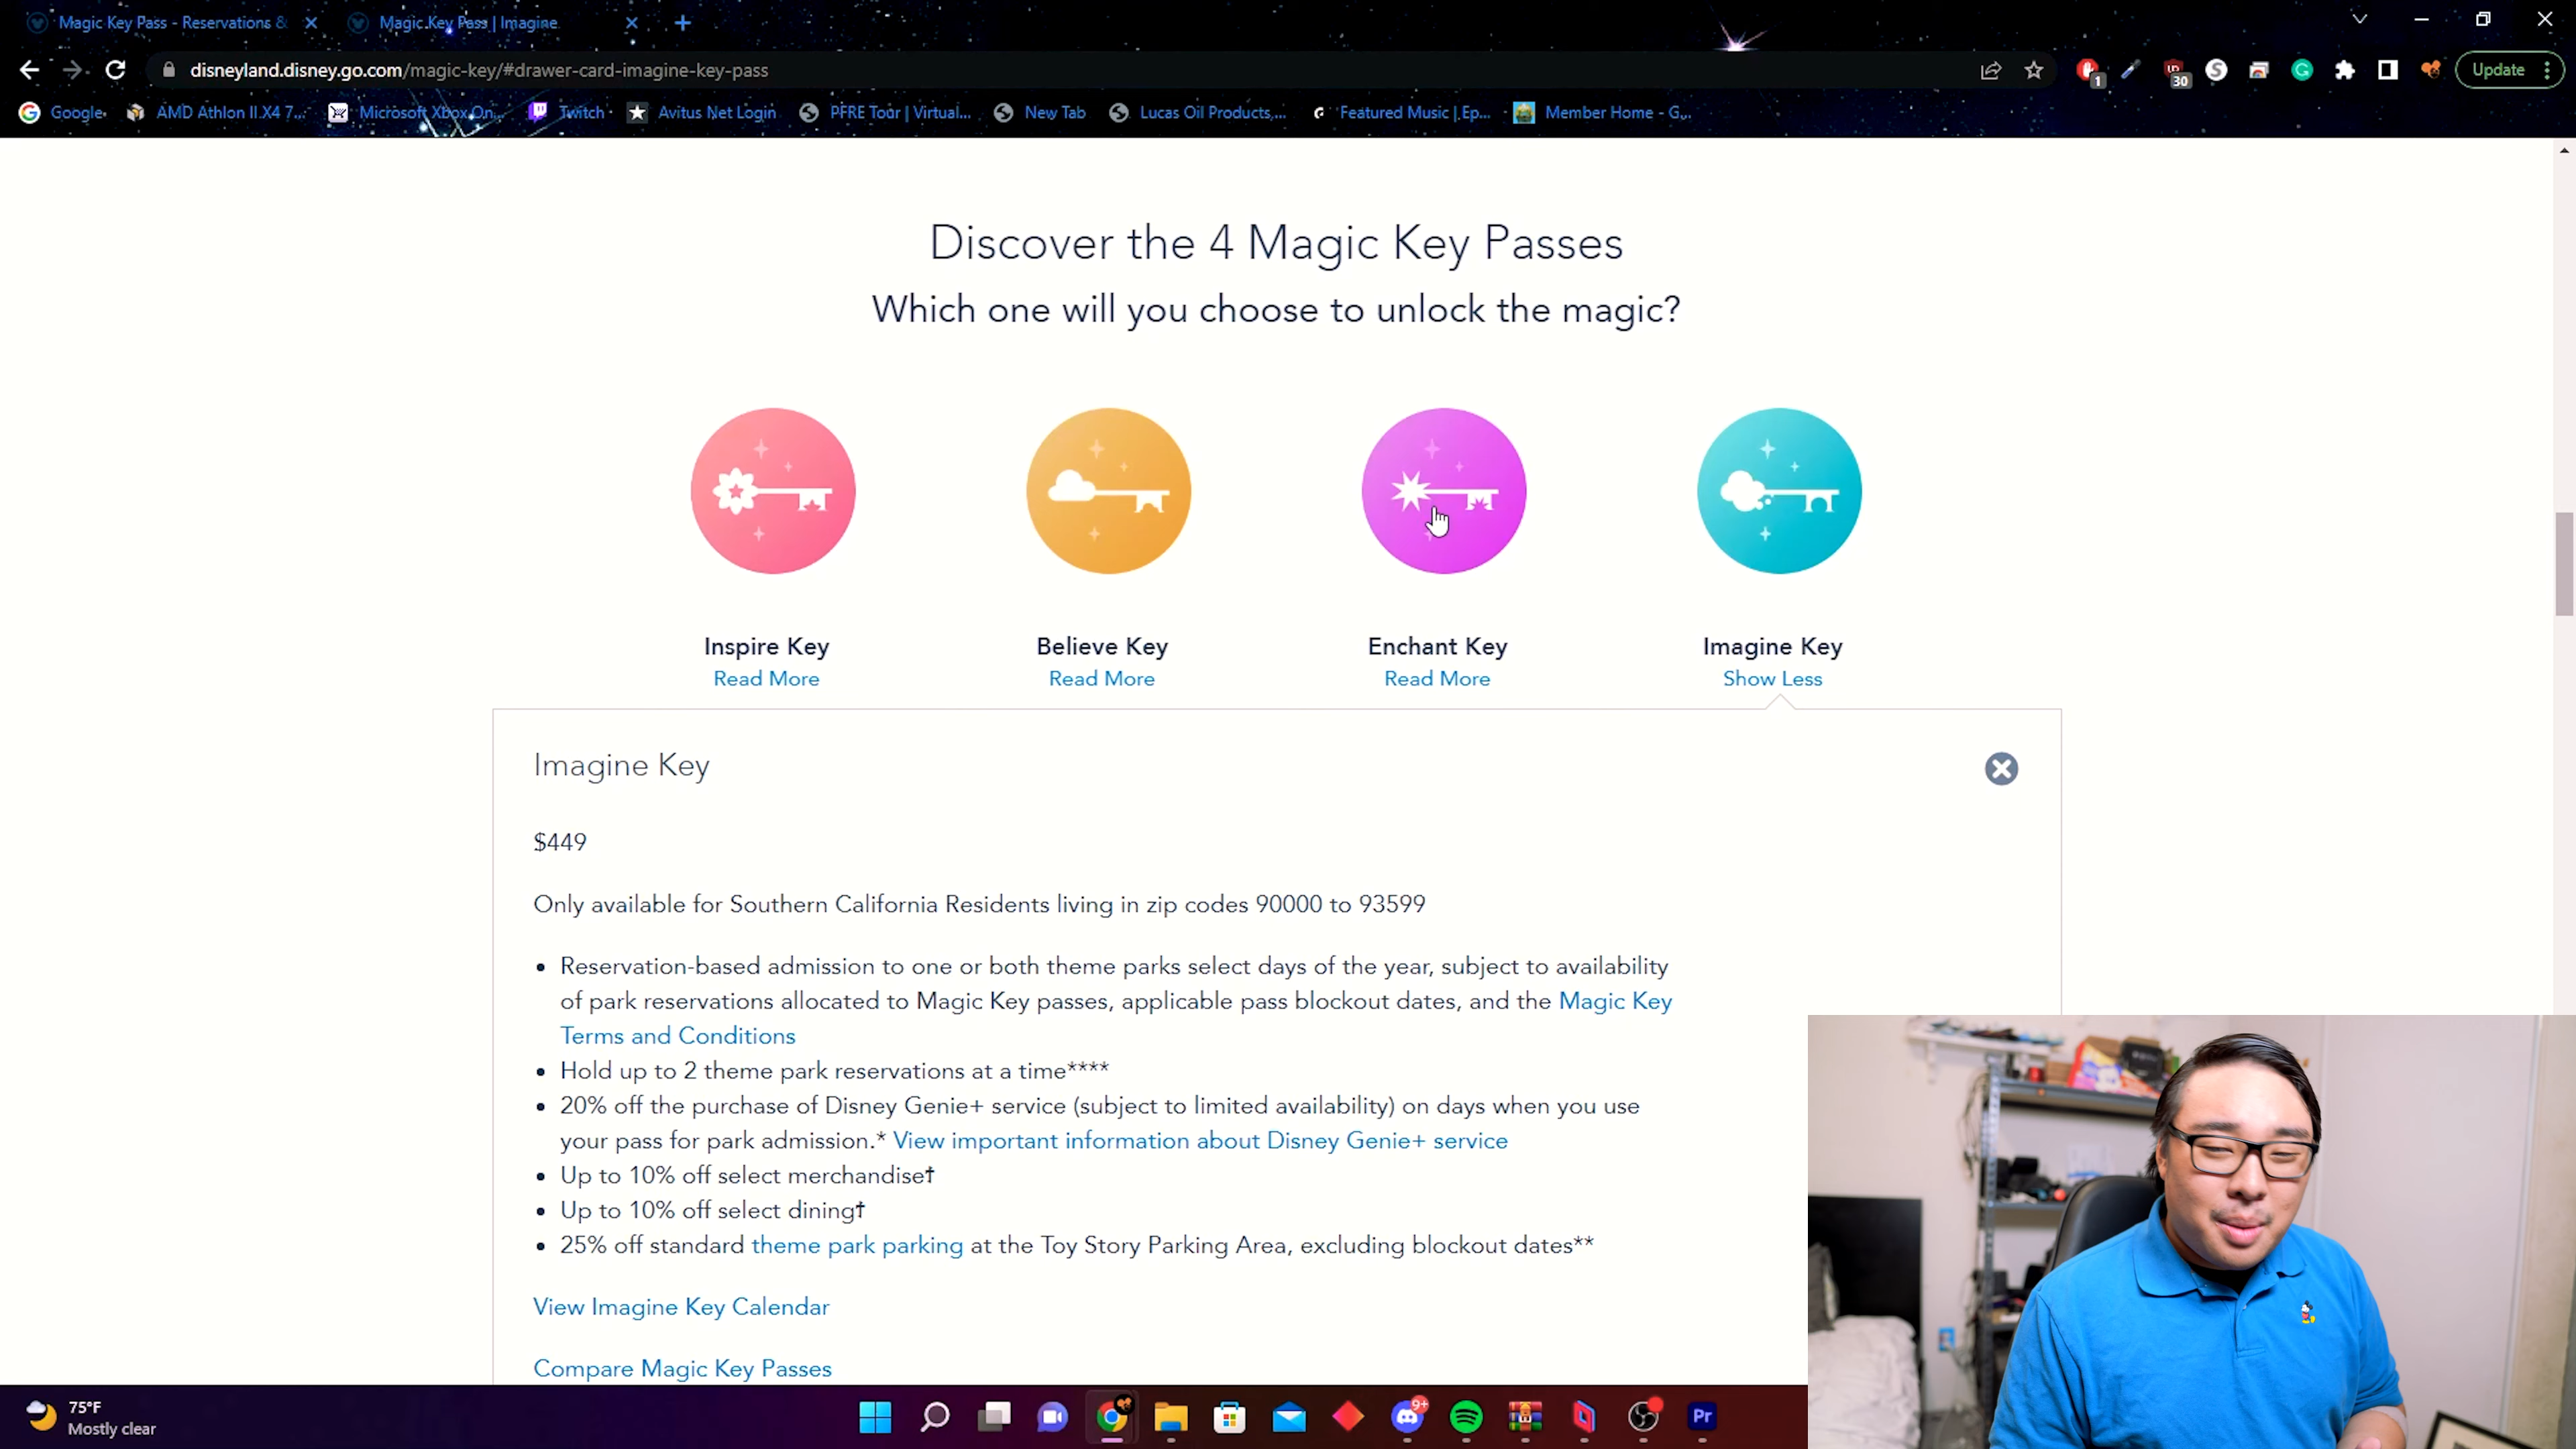 Magic Key Pass - Reservations &
Magic Key Pass | Imagine
disneyland.disney.go.com/magic-key/#drawer-card-imagine-key-pass
1
30
Update
Google
AMD Athlon II X4 7...
Microsoft Xbox On...
Twitch
Avitus Net Login
PFRE Tour | Virtual...
New Tab
Lucas Oil Products,...
Featured Music | Ep...
Member Home - G...
Discover the 4 Magic Key Passes
Which one will you choose to unlock the magic?
Inspire Key
Read More
Believe Key
Read More
Enchant Key
Read More
Imagine Key
Show Less
Imagine Key
$449
Only available for Southern California Residents living in zip codes 90000 to 93599
• Reservation-based admission to one or both theme parks select days of the year, subject to availability
of park reservations allocated to Magic Key passes, applicable pass blockout dates, and the Magic Key
Terms and Conditions
• Hold up to 2 theme park reservations at a time****
• 20% off the purchase of Disney Genie+ service (subject to limited availability) on days when you use
your pass for park admission.* View important information about Disney Genie+ service
• Up to 10% off select merchandise†
• Up to 10% off select dining†
• 25% off standard theme park parking at the Toy Story Parking Area, excluding blockout dates**
View Imagine Key Calendar
Compare Magic Key Passes
75°F
Mostly clear
9+
Pr